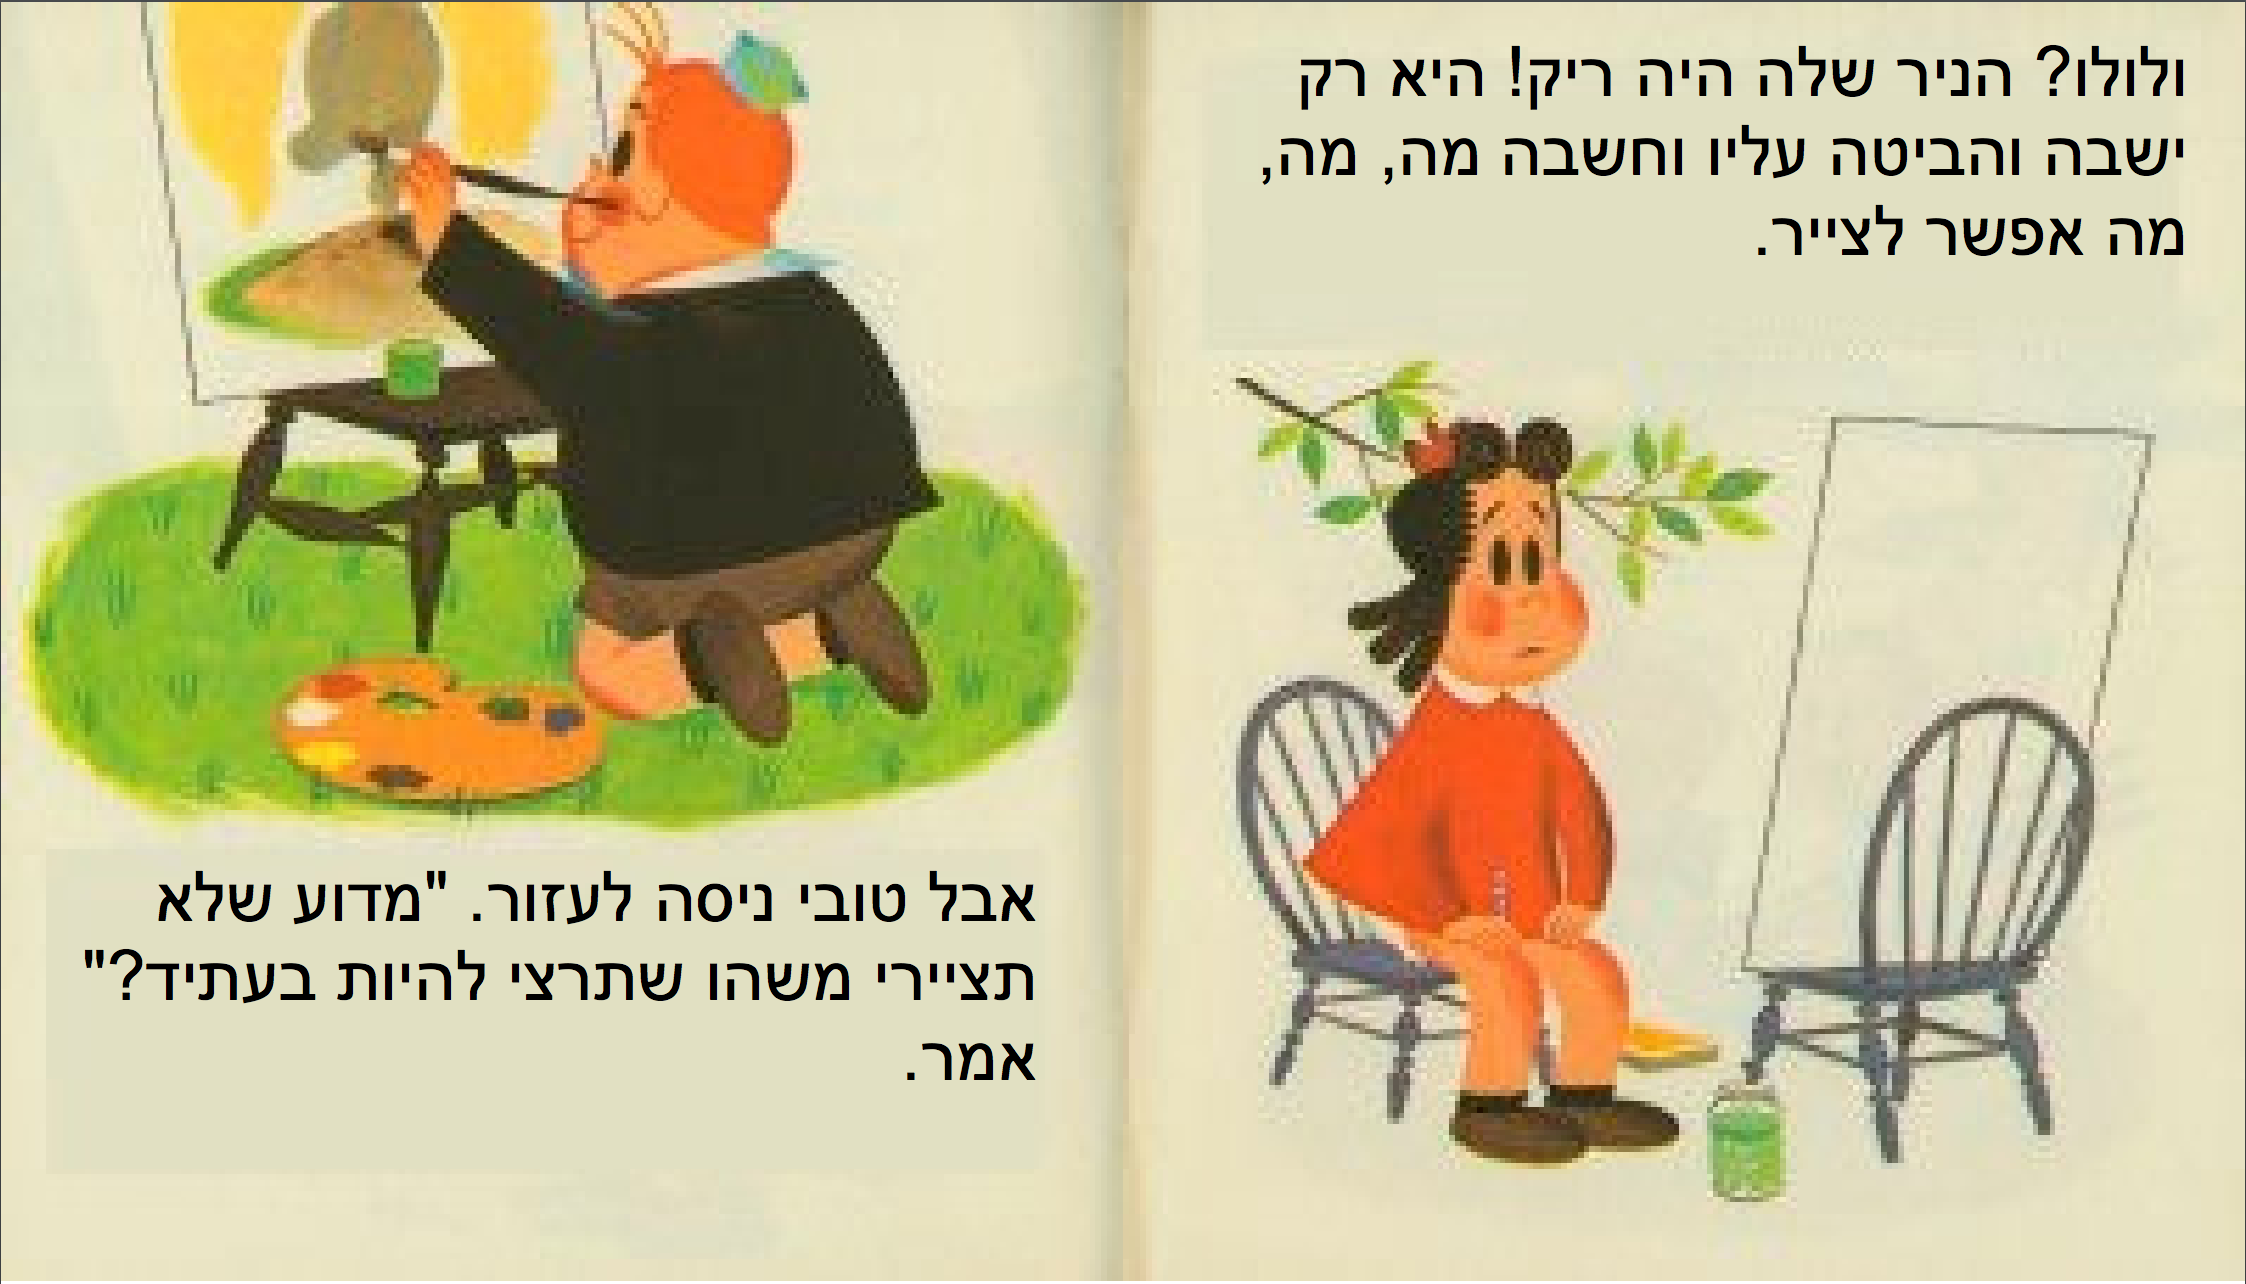 ולולו? הניר שלה היה ריק! היא רק
ישבה והביטה עליו וחשבה מה, מה,
מה אפשר לצייר.
אבל טובי ניסה לעזור. "מדוע שלא
תציירי משהו שתרצי להיות בעתיד?"
אמר.